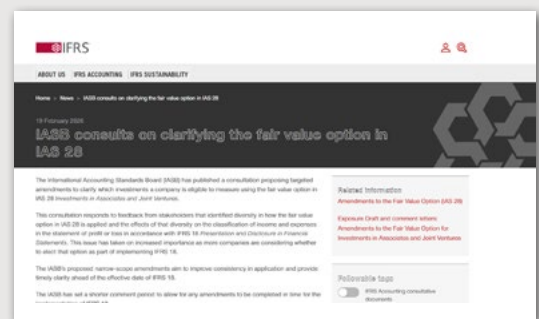 IFRS
ABOUT US IFRS ACCOUNTING IFRS SUSTAINABILITY
Home > News > IASB consults on clarifying the fair value option in IAS 28
19 February 2026
IASB consults on clarifying the fair value option in
IAS 28
The International Accounting Standards Board (IASB) has published a consultation proposing targeted
amendments to clarify which investments a company is eligible to measure using the fair value option in
IAS 28 Investments in Associates and Joint Ventures.
This consultation responds to feedback from stakeholders that identified diversity in how the fair value
option in IAS 28 is applied and the effects of that diversity on the classification of income and expenses
in the statement of profit or loss in accordance with IFRS 18 Presentation and Disclosure in Financial
Statements. This issue has taken on increased importance as more companies are considering whether
to elect that option as part of implementing IFRS 18.
The IASB's proposed narrow-scope amendments aim to improve consistency in application and provide
timely clarity ahead of the effective date of IFRS 18.
The IASB has set a shorter comment period to allow for any amendments to be completed in time for the
Related Information
Amendments to the Fair Value Option (IAS 28)
Exposure Draft and comment letters:
Amendments to the Fair Value Option for
Investments in Associates and Joint Ventures
Followable tags
IFRS Accounting consultative
documents